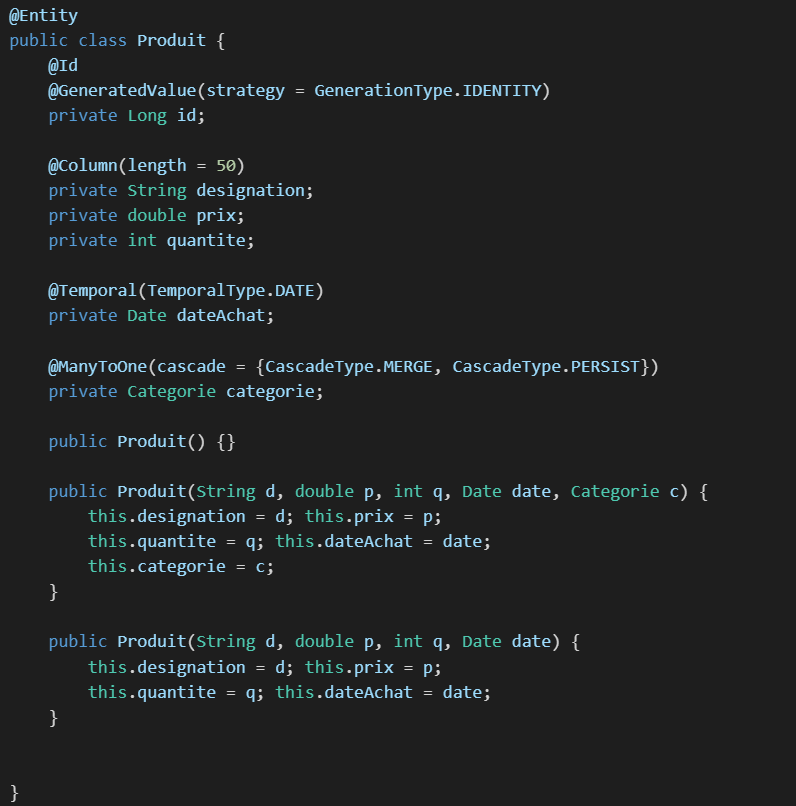 @Entity
public class Produit {
    @Id
    @GeneratedValue(strategy = GenerationType.IDENTITY)
    private Long id;

    @Column(length = 50)
    private String designation;
    private double prix;
    private int quantite;

    @Temporal(TemporalType.DATE)
    private Date dateAchat;

    @ManyToOne(cascade = {CascadeType.MERGE, CascadeType.PERSIST})
    private Categorie categorie;

    public Produit() {}

    public Produit(String d, double p, int q, Date date, Categorie c) {
        this.designation = d; this.prix = p;
        this.quantite = q; this.dateAchat = date;
        this.categorie = c;
    }

    public Produit(String d, double p, int q, Date date) {
        this.designation = d; this.prix = p;
        this.quantite = q; this.dateAchat = date;
    }


}